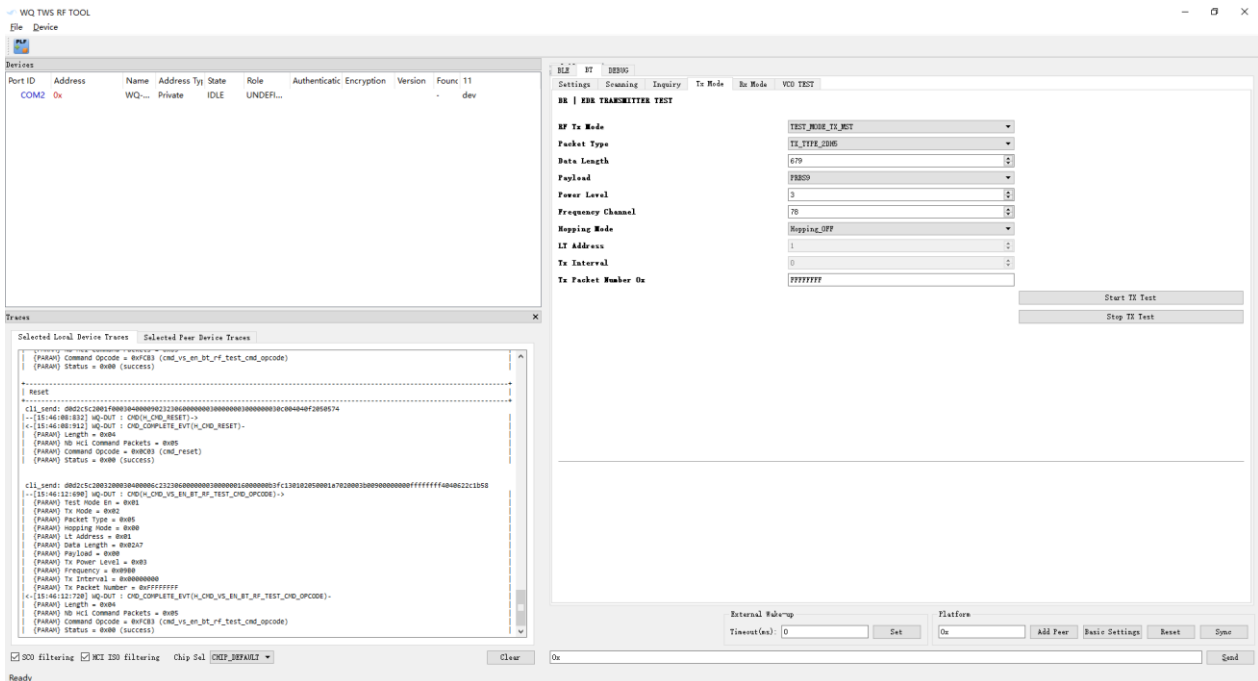 WQ TWS RF TOOL
File Device
PLF
Devices
Port ID Address Name Address Ty State Role Authenticatic Encryption Version Founc 11
COM2 0x WQ-... Private IDLE UNDEFI... - dev
Traces
Selected Local Device Traces Selected Peer Device Traces
{PARAM} Command Opcode = 0xFCB3 (cmd_vs_en_bt_rf_test_cmd_opcode)
{PARAM} Status = 0x00 (success)
Reset
|--[15:46:08:832] WQ-DUT : CMD(H_CMD_RESET)->
|<-[15:46:08:912] WQ-DUT : CMD_COMPLETE_EVT(H_CMD_RESET)-
{PARAM} Length = 0x04
{PARAM} Nb Hci Command Packets = 0x05
{PARAM} Command Opcode = 0x0C03 (cmd_reset)
{PARAM} Status = 0x00 (success)
|--[15:46:12:690] WQ-DUT : CMD(H_CMD_VS_EN_BT_RF_TEST_CMD_OPCODE)->
{PARAM} Test Mode En = 0x01
{PARAM} Tx Mode = 0x02
{PARAM} Packet Type = 0x05
{PARAM} Hopping Mode = 0x00
{PARAM} Lt Address = 0x01
{PARAM} Data Length = 0x02A7
{PARAM} Payload = 0x00
{PARAM} Tx Power Level = 0x03
{PARAM} Frequency = 0x09B0
{PARAM} Tx Interval = 0x00000000
{PARAM} Tx Packet Number = 0xFFFFFFFF
|<-[15:46:12:720] WQ-DUT : CMD_COMPLETE_EVT(H_CMD_VS_EN_BT_RF_TEST_CMD_OPCODE)-
{PARAM} Length = 0x04
{PARAM} Nb Hci Command Packets = 0x05
{PARAM} Command Opcode = 0xFCB3 (cmd_vs_en_bt_rf_test_cmd_opcode)
{PARAM} Status = 0x00 (success)
SCO filtering HCI ISO filtering Chip Sel CHIP_DEFAULT Clear
Ready
BLE BT DEBUG
Settings Scanning Inquiry Tx Mode Rx Mode VCO TEST
BR | EDR TRANSMITTER TEST
RF Tx Mode TEST_MODE_TX_MST
Packet Type TX_TYPE_2DH5
Data Length 679
Payload PRBS9
Power Level 3
Frequency Channel 78
Hopping Mode Hopping_OFF
LT Address 1
Tx Interval 0
Tx Packet Number 0x FFFFFFFF
Start TX Test
Stop TX Test
External Wake-up Platform
Timeout(ms): 0 Set 0x Add Peer Basic Settings Reset Sync
0x Send